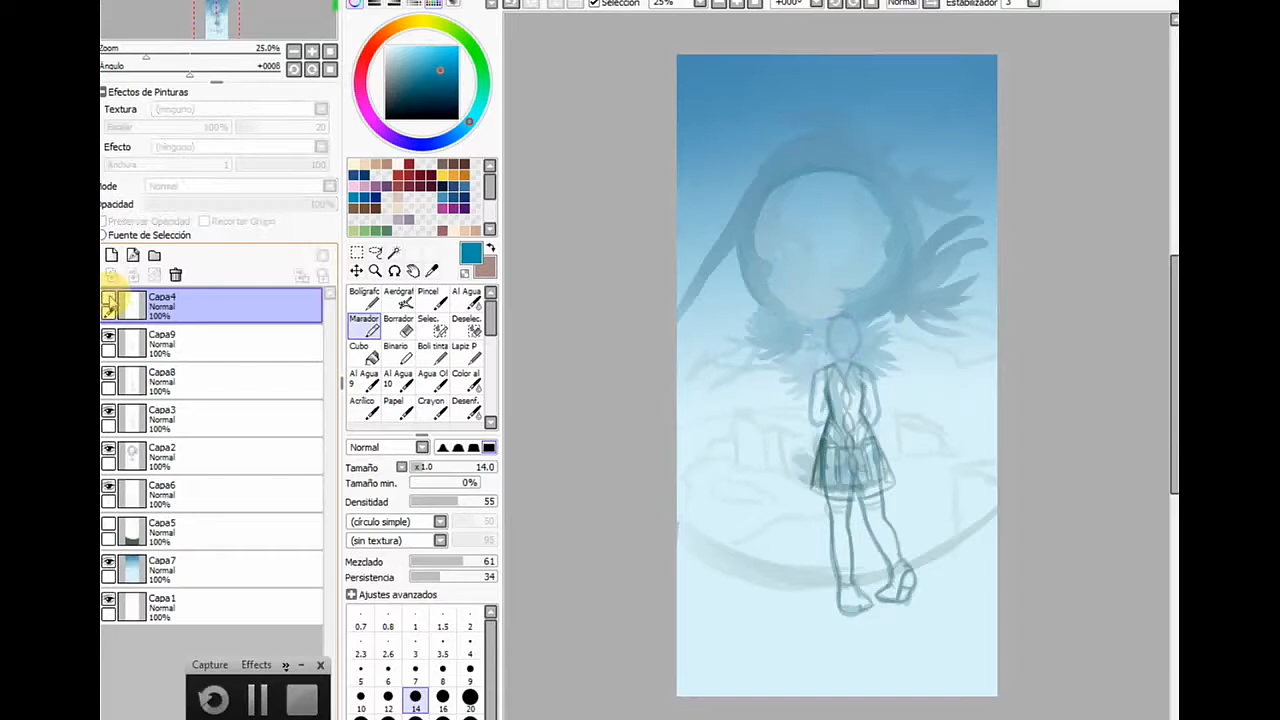 Selección 25% +000° Normal Estabilizador 3
Zoom 25.0%
Ángulo +0008
Efectos de Pinturas
Textura (ninguno)
Escalar 100% 20
Efecto (ninguno)
Anchura 1 100
Mode Normal
Opacidad 100%
Preservar Opacidad Recortar Grupo
Fuente de Selección
Capa4
Normal
100%
Capa9
Normal
100%
Capa8
Normal
100%
Capa3
Normal
100%
Capa2
Normal
100%
Capa6
Normal
100%
Capa5
Normal
100%
Capa7
Normal
100%
Capa1
Normal
100%
Bolígrafc Aerógraf Pincel Al Agua
Marador Borrador Selec. Deselec.
Cubo Binario Boli tinta Lapiz P
Al Agua 9 Al Agua 10 Agua Ol Color al
Acrílico Papel Crayon Desenf.
Normal
Tamaño x1.0 14.0
Tamaño min. 0%
Densitidad 55
(círculo simple) 50
(sin textura) 95
Mezclado 61
Persistencia 34
Ajustes avanzados
0.7 0.8 1 1.5 2
2.3 2.6 3 3.5 4
5 6 7 8 9
10 12 14 16 20
Capture Effects